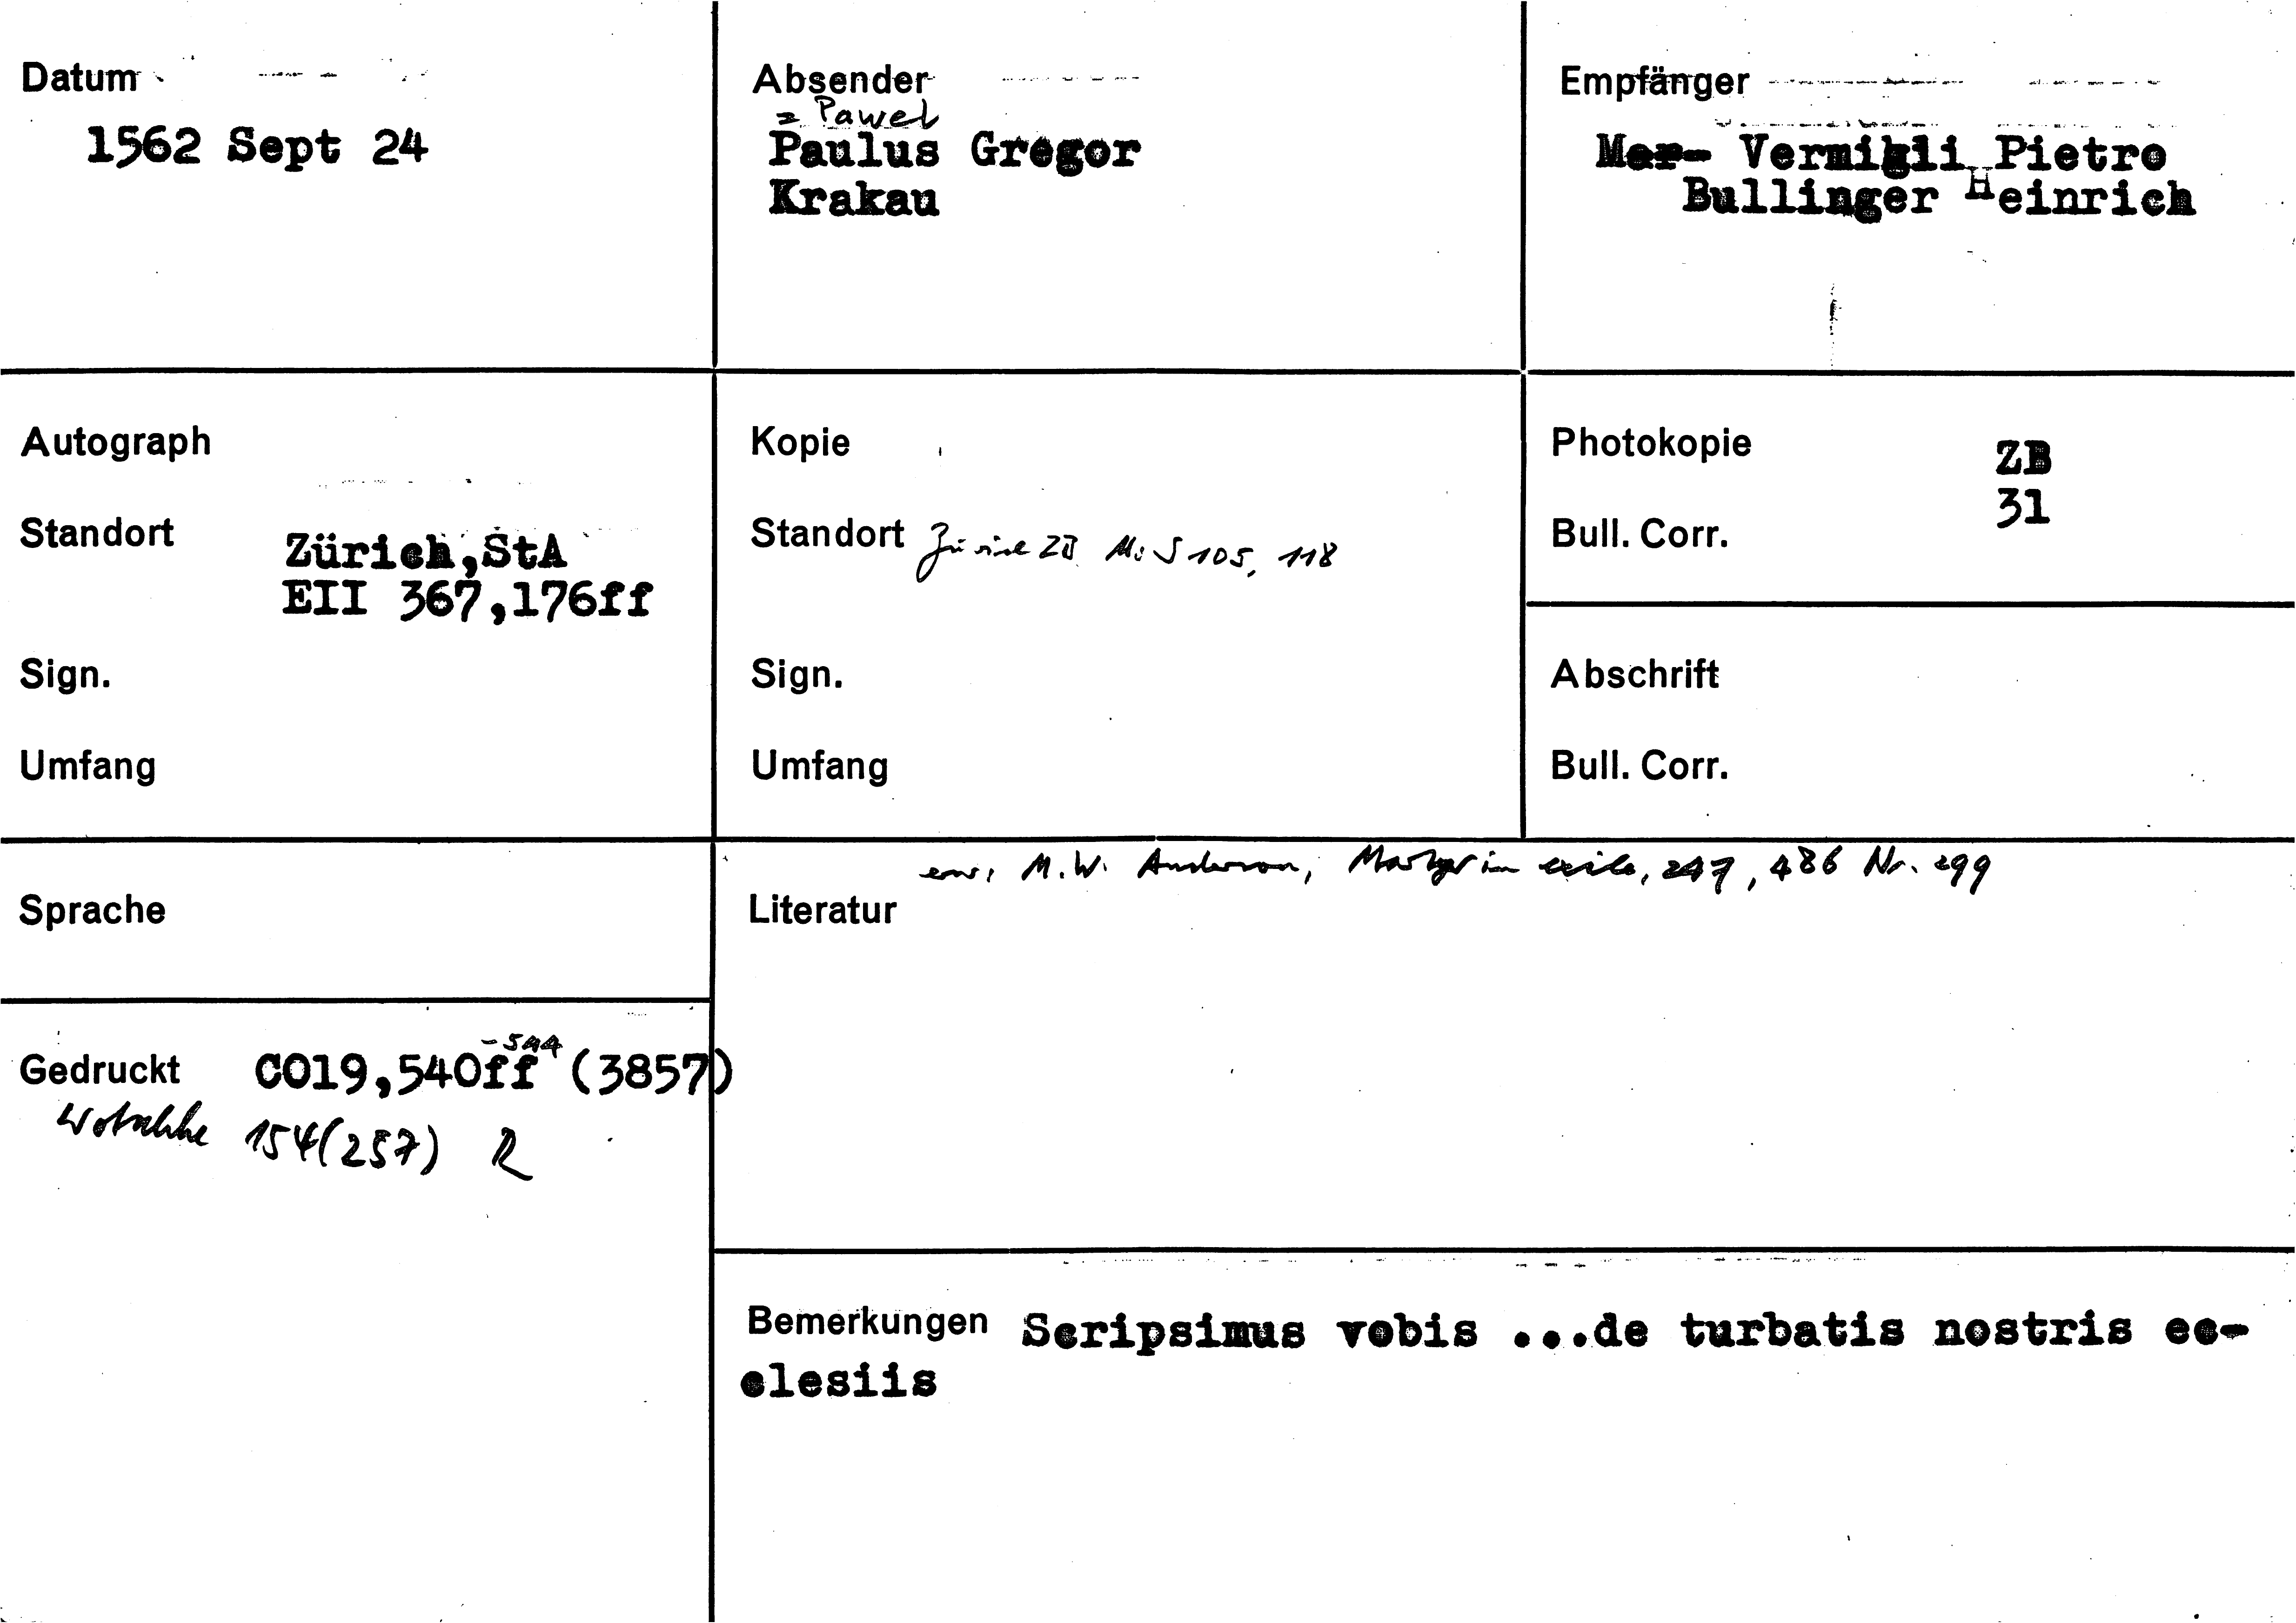 Datum
1562 Sept 24
Absender
= Pawel
Paulus Gregor
Krakau
Empfänger
Mar- Vermigli Pietro
Bullinger Heinrich
Autograph
Standort
Zürich,StA
EII 367,176ff
Sign.
Umfang
Kopie
Standort Zürich ZB Ms S 105, 118
Sign.
Umfang
Photokopie ZB
31
Bull. Corr.
Abschrift
Bull. Corr.
Sprache
erw. M.W. Anderson, Martyr in exile, 247, 486 Nr. 299
Literatur
Gedruckt CO19,540ff -544 (3857)
Wotschke 154(257) R
Bemerkungen Scripsimus vobis ...de turbatis nostris ec-
clesiis